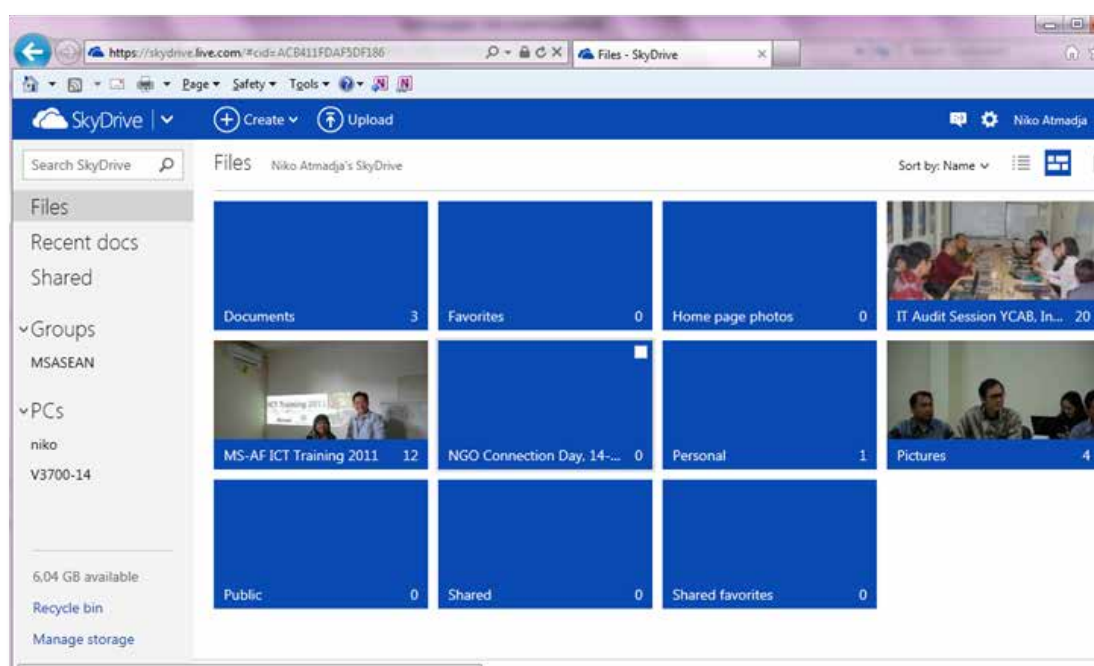 https://skydrive.live.com/#cid=ACB411FDAF5DF186
Files - SkyDrive
Page Safety Tools
SkyDrive
Create
Upload
Niko Atmadja
Search SkyDrive
Files Niko Atmadja's SkyDrive
Sort by: Name
Files
Recent docs
Shared
Groups
MSASEAN
PCs
niko
V3700-14
6,04 GB available
Recycle bin
Manage storage
Documents 3
Favorites 0
Home page photos 0
IT Audit Session YCAB, In... 20
ICT Training 2011
MS-AF ICT Training 2011 12
NGO Connection Day, 14-... 0
Personal 1
Pictures 4
Public 0
Shared 0
Shared favorites 0